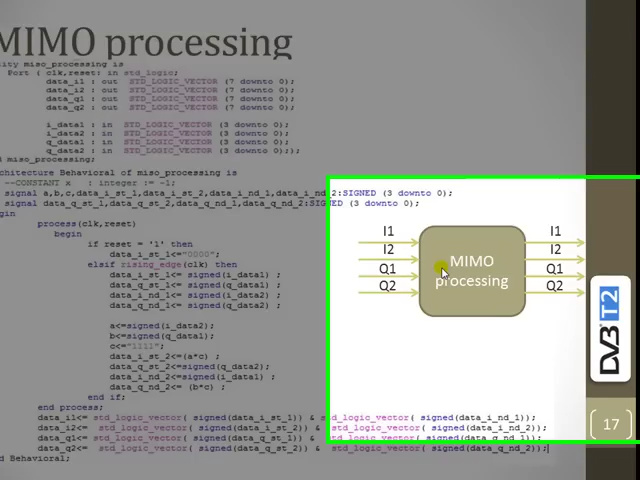 MIMO processing
ity miso_processing is
Port ( clk,reset: in std_logic;
data_i1 : out STD_LOGIC_VECTOR (7 downto 0);
data_i2 : out STD_LOGIC_VECTOR (7 downto 0);
data_q1 : out STD_LOGIC_VECTOR (7 downto 0);
data_q2 : out STD_LOGIC_VECTOR (7 downto 0);
i_data1 : in STD_LOGIC_VECTOR (3 downto 0);
i_data2 : in STD_LOGIC_VECTOR (3 downto 0);
q_data1 : in STD_LOGIC_VECTOR (3 downto 0);
q_data2 : in STD_LOGIC_VECTOR (3 downto 0););
d miso_processing;
chitecture Behavioral of miso_processing is
--CONSTANT x : integer := -1;
signal a,b,c,data_i_st_1,data_i_st_2,data_i_nd_1,data_i_nd_2:SIGNED (3 downto 0);
signal data_q_st_1,data_q_st_2,data_q_nd_1,data_q_nd_2:SIGNED (3 downto 0);
gin
process(clk,reset)
begin
if reset = '1' then
data_i_st_1<="0000";
elsif rising_edge(clk) then
data_i_st_1<= signed(i_data1) ;
data_q_st_1<= signed(q_data1) ;
data_i_nd_1<= signed(i_data2) ;
data_q_nd_1<= signed(q_data2) ;
a<=signed(i_data2);
b<=signed(q_data1);
c<="1111";
data_i_st_2<=(a*c) ;
data_q_st_2<=signed(q_data2);
data_i_nd_2<=signed(i_data1) ;
data_q_nd_2<= (b*c) ;
end if;
end process;
data_i1<= std_logic_vector( signed(data_i_st_1)) & std_logic_vector( signed(data_i_nd_1));
data_i2<= std_logic_vector( signed(data_i_st_2)) & std_logic_vector( signed(data_i_nd_2));
data_q1<= std_logic_vector( signed(data_q_st_1)) & std_logic_vector( signed(data_q_nd_1));
data_q2<= std_logic_vector( signed(data_q_st_2)) & std_logic_vector( signed(data_q_nd_2));
d Behavioral;
I1
I2
Q1
Q2
MIMO
processing
I1
I2
Q1
Q2
DVB T2
17